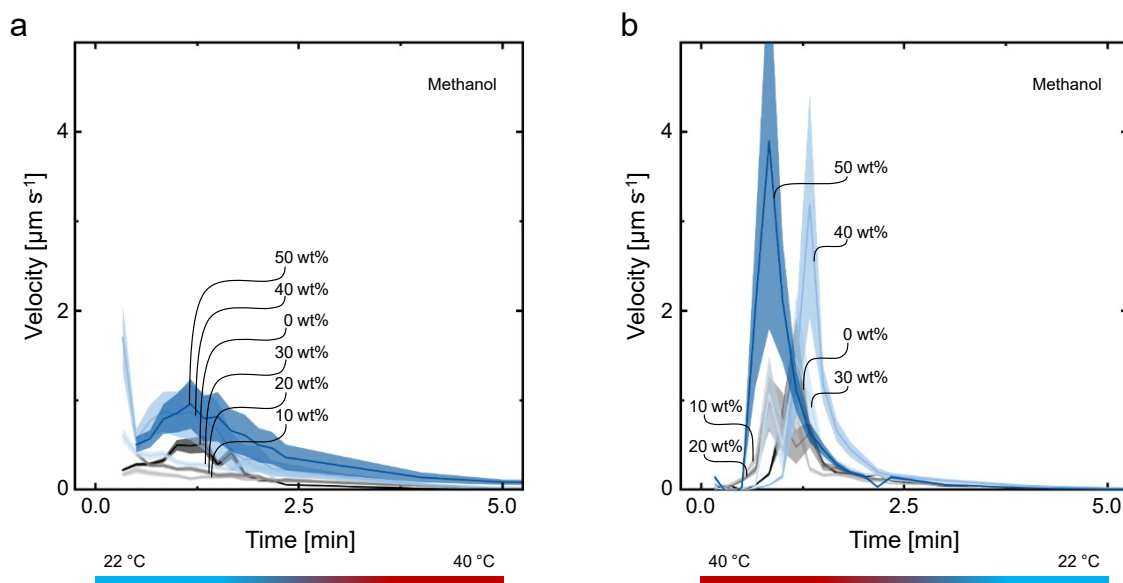 a
Methanol
Velocity [µm s⁻¹]
4
2
0
50 wt%
40 wt%
0 wt%
30 wt%
20 wt%
10 wt%
0.0
2.5
5.0
Time [min]
22 °C
40 °C
b
Methanol
Velocity [µm s⁻¹]
4
2
0
50 wt%
40 wt%
0 wt%
30 wt%
10 wt%
20 wt%
0.0
2.5
5.0
Time [min]
40 °C
22 °C